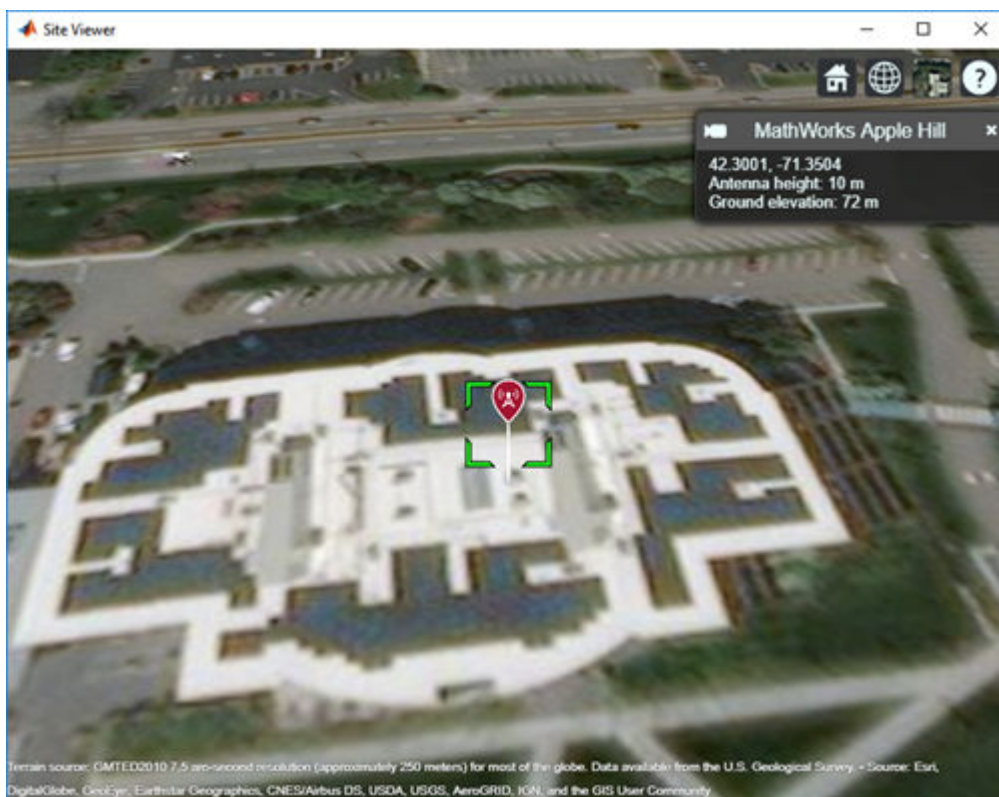 Site Viewer
?
MathWorks Apple Hill
42.3001, -71.3504
Antenna height: 10 m
Ground elevation: 72 m
Terrain source: GMTED2010 7.5 arc-second resolution (approximately 250 meters) for most of the globe. Data available from the U.S. Geological Survey. • Source: Esri,
DigitalGlobe, GeoEye, Earthstar Geographics, CNES/Airbus DS, USDA, USGS, AeroGRID, IGN, and the GIS User Community